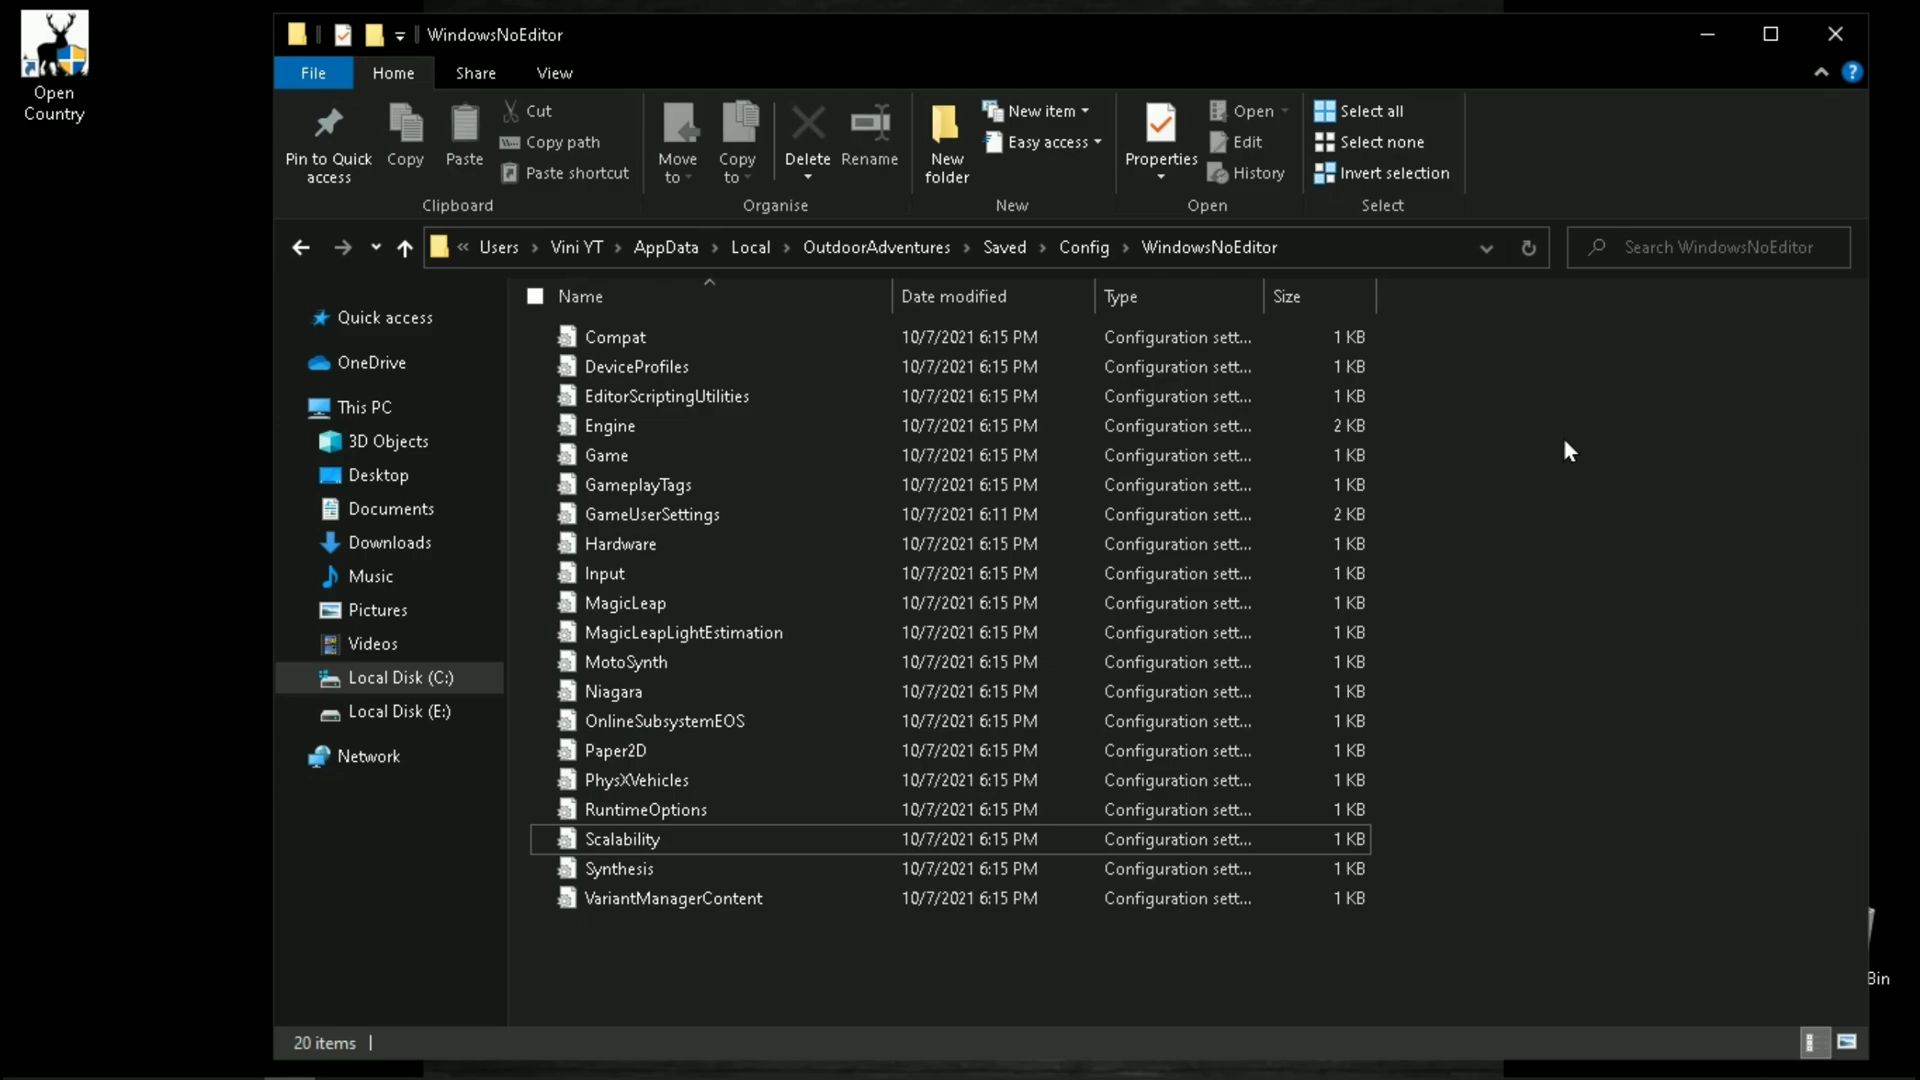 Open
Country
WindowsNoEditor
File
Home
Share
View
Pin to Quick
access
Copy
Paste
Cut
Copy path
Paste shortcut
Clipboard
Move
to
Copy
to
Delete
Rename
Organise
New
folder
New item
Easy access
New
Properties
Open
Edit
History
Open
Select all
Select none
Invert selection
Select
« Users › Vini YT › AppData › Local › OutdoorAdventures › Saved › Config › WindowsNoEditor
Search WindowsNoEditor
Quick access
OneDrive
This PC
3D Objects
Desktop
Documents
Downloads
Music
Pictures
Videos
Local Disk (C:)
Local Disk (E:)
Network
Name Date modified Type Size
Compat 10/7/2021 6:15 PM Configuration sett... 1 KB
DeviceProfiles 10/7/2021 6:15 PM Configuration sett... 1 KB
EditorScriptingUtilities 10/7/2021 6:15 PM Configuration sett... 1 KB
Engine 10/7/2021 6:15 PM Configuration sett... 2 KB
Game 10/7/2021 6:15 PM Configuration sett... 1 KB
GameplayTags 10/7/2021 6:15 PM Configuration sett... 1 KB
GameUserSettings 10/7/2021 6:11 PM Configuration sett... 2 KB
Hardware 10/7/2021 6:15 PM Configuration sett... 1 KB
Input 10/7/2021 6:15 PM Configuration sett... 1 KB
MagicLeap 10/7/2021 6:15 PM Configuration sett... 1 KB
MagicLeapLightEstimation 10/7/2021 6:15 PM Configuration sett... 1 KB
MotoSynth 10/7/2021 6:15 PM Configuration sett... 1 KB
Niagara 10/7/2021 6:15 PM Configuration sett... 1 KB
OnlineSubsystemEOS 10/7/2021 6:15 PM Configuration sett... 1 KB
Paper2D 10/7/2021 6:15 PM Configuration sett... 1 KB
PhysXVehicles 10/7/2021 6:15 PM Configuration sett... 1 KB
RuntimeOptions 10/7/2021 6:15 PM Configuration sett... 1 KB
Scalability 10/7/2021 6:15 PM Configuration sett... 1 KB
Synthesis 10/7/2021 6:15 PM Configuration sett... 1 KB
VariantManagerContent 10/7/2021 6:15 PM Configuration sett... 1 KB
Bin
20 items